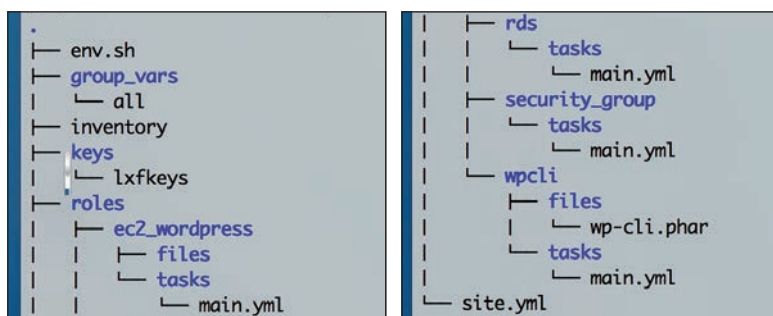 .
├── env.sh
├── group_vars
│   └── all
├── inventory
├── keys
│   └── lxfkeys
├── roles
│   ├── ec2_wordpress
│   │   ├── files
│   │   └── tasks
│   │       └── main.yml
│   ├── rds
│   │   └── tasks
│   │       └── main.yml
│   ├── security_group
│   │   └── tasks
│   │       └── main.yml
│   └── wpcli
│       ├── files
│       │   └── wp-cli.phar
│       └── tasks
│           └── main.yml
└── site.yml